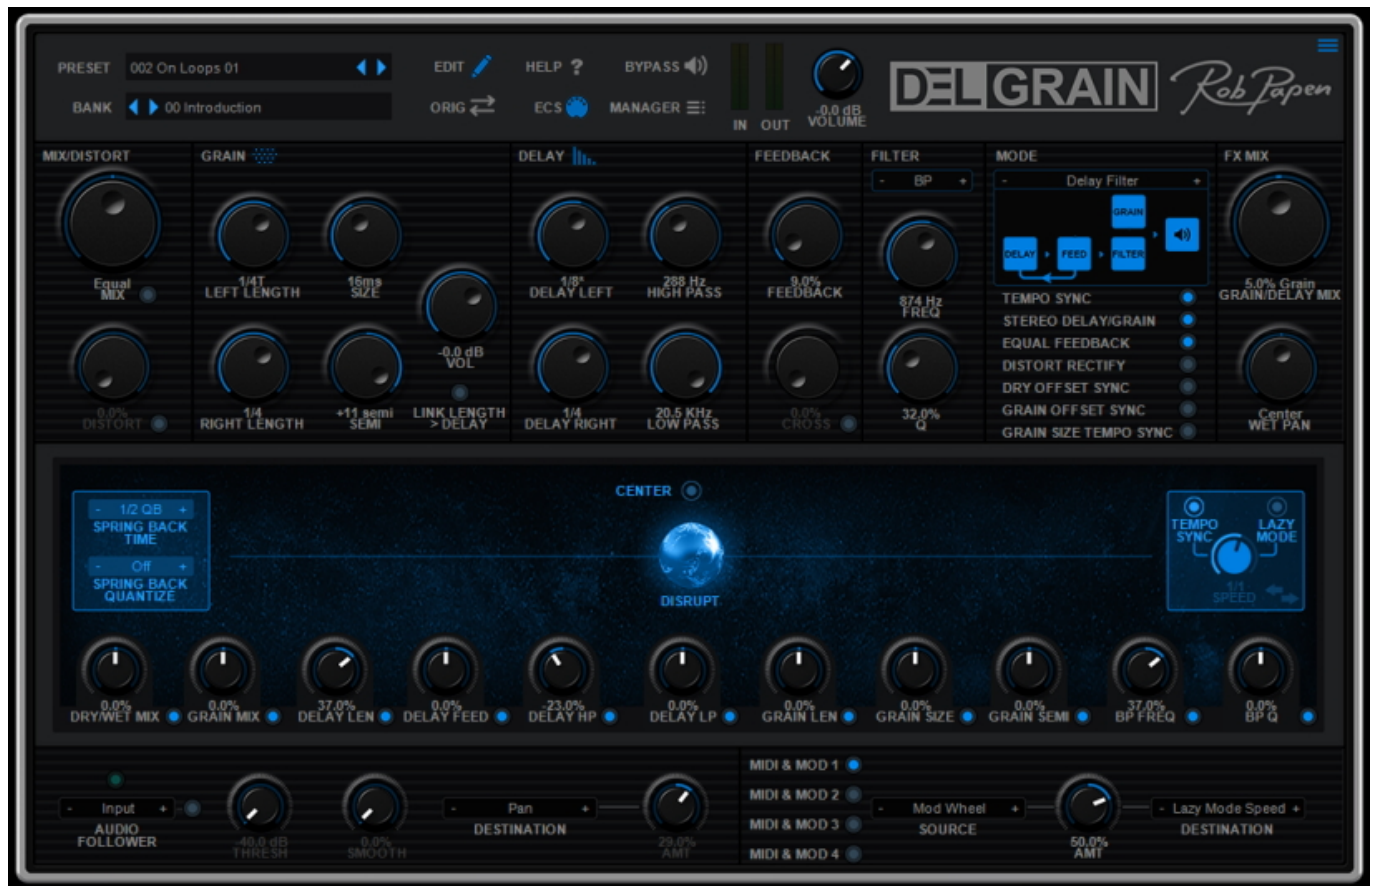 PRESET 002 On Loops 01 EDIT HELP ? BYPASS
BANK 00 Introduction ORIG ECS MANAGER
IN OUT
-0.0 dB
VOLUME
DELGRAIN Rob Papen
MIX/DISTORT GRAIN DELAY FEEDBACK FILTER MODE FX MIX
- BP + - Delay Filter +
GRAIN
DELAY FEED FILTER
Equal
MIX
1/4T
LEFT LENGTH
16ms
SIZE
-0.0 dB
VOL
1/8*
DELAY LEFT
288 Hz
HIGH PASS
9.0%
FEEDBACK
874 Hz
FREQ
5.0% Grain
GRAIN/DELAY MIX
TEMPO SYNC
STEREO DELAY/GRAIN
EQUAL FEEDBACK
DISTORT RECTIFY
DRY OFFSET SYNC
GRAIN OFFSET SYNC
GRAIN SIZE TEMPO SYNC
0.0%
DISTORT
1/4
RIGHT LENGTH
+11 semi
SEMI
LINK LENGTH
> DELAY
1/4
DELAY RIGHT
20.5 KHz
LOW PASS
0.0%
CROSS
32.0%
Q
Center
WET PAN
CENTER
- 1/2 QB +
SPRING BACK
TIME
- Off +
SPRING BACK
QUANTIZE
DISRUPT
TEMPO
SYNC
LAZY
MODE
1/1
SPEED
0.0%
DRY/WET MIX
0.0%
GRAIN MIX
37.0%
DELAY LEN
0.0%
DELAY FEED
-23.0%
DELAY HP
0.0%
DELAY LP
0.0%
GRAIN LEN
0.0%
GRAIN SIZE
0.0%
GRAIN SEMI
37.0%
BP FREQ
0.0%
BP Q
- Input +
AUDIO
FOLLOWER
-40.0 dB
THRESH
0.0%
SMOOTH
- Pan +
DESTINATION
29.0%
AMT
MIDI & MOD 1
MIDI & MOD 2
MIDI & MOD 3
MIDI & MOD 4
- Mod Wheel +
SOURCE
50.0%
AMT
- Lazy Mode Speed +
DESTINATION